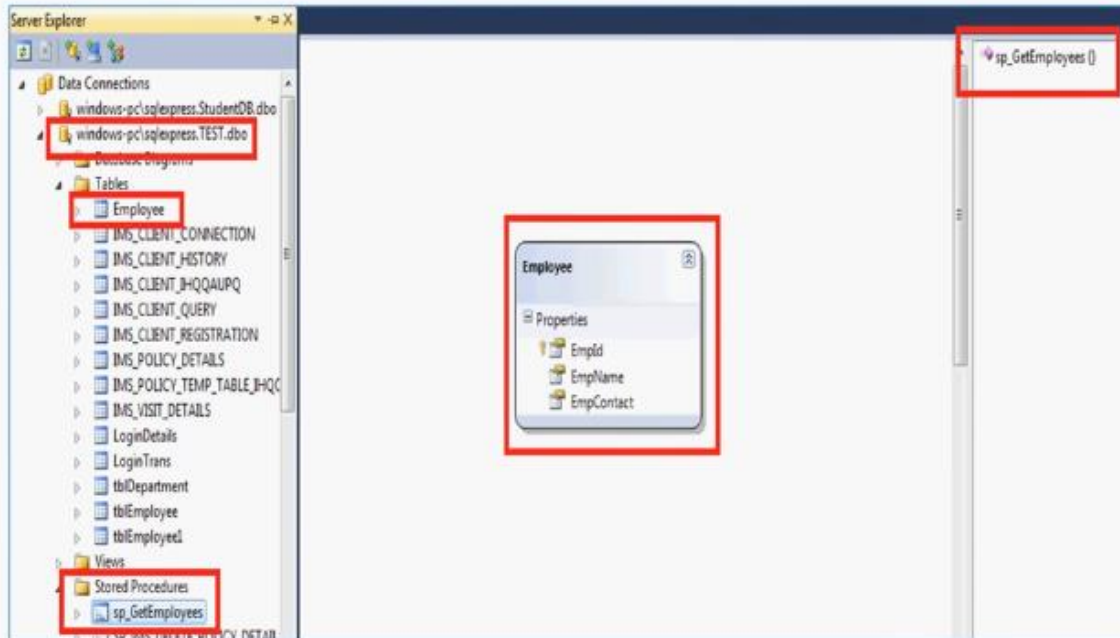 Server Explorer
Data Connections
windows-pc\sqlexpress.StudentDB.dbo
windows-pc\sqlexpress.TEST.dbo
Database Diagrams
Tables
Employee
IMS_CLIENT_CONNECTION
IMS_CLIENT_HISTORY
IMS_CLIENT_IHQQAUPQ
IMS_CLIENT_QUERY
IMS_CLIENT_REGISTRATION
IMS_POLICY_DETAILS
IMS_POLICY_TEMP_TABLE_IHQQ
IMS_VISIT_DETAILS
LoginDetails
LoginTrans
tblDepartment
tblEmployee
tblEmployee1
Views
Stored Procedures
sp_GetEmployees
Employee
Properties
EmpId
EmpName
EmpContact
sp_GetEmployees ()